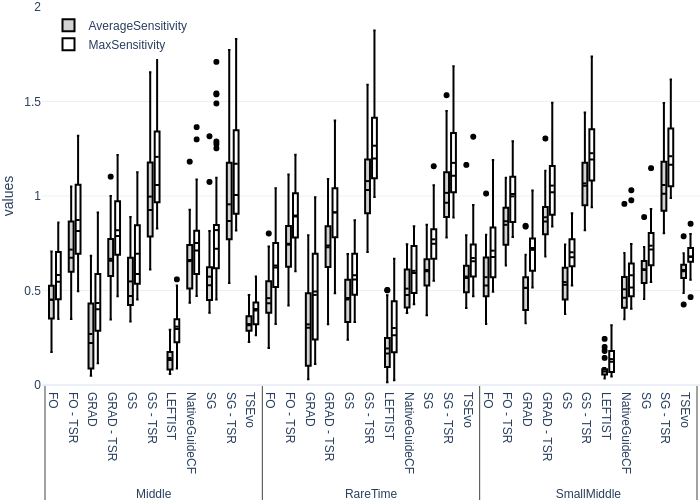 2
AverageSensitivity
MaxSensitivity
1.5
values
1
0.5
0
FO
FO - TSR
GRAD
GRAD - TSR
GS
GS - TSR
LEFTIST
NativeGuideCF
SG
SG - TSR
TSEvo
FO
FO - TSR
GRAD
GRAD - TSR
GS
GS - TSR
LEFTIST
NativeGuideCF
SG
SG - TSR
TSEvo
FO
FO - TSR
GRAD
GRAD - TSR
GS
GS - TSR
LEFTIST
NativeGuideCF
SG
SG - TSR
TSEvo
Middle
RareTime
SmallMiddle